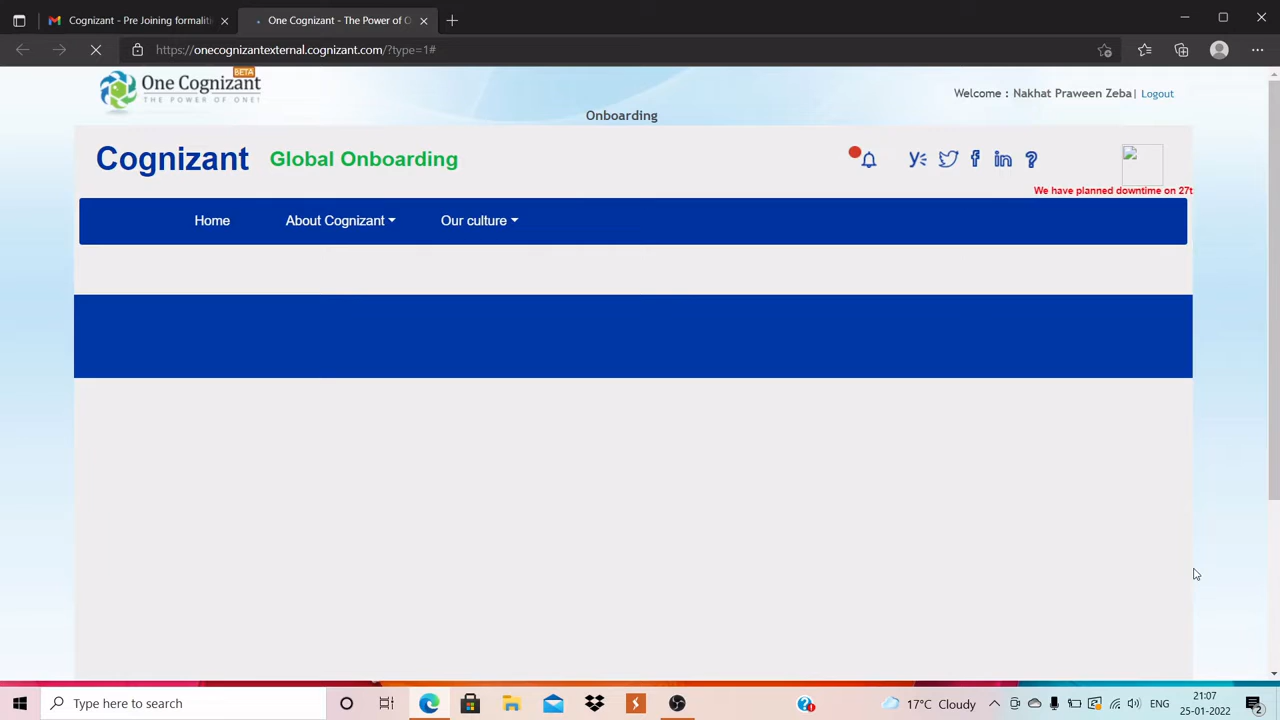 Cognizant - Pre Joining formaliti
One Cognizant - The Power of O
https://onecognizantexternal.cognizant.com/?type=1#
One Cognizant
BETA
THE POWER OF ONE!
Welcome : Nakhat Praween Zeba| Logout
Onboarding
Cognizant Global Onboarding
We have planned downtime on 27t
Home About Cognizant Our culture
Type here to search
17°C Cloudy
ENG
21:07
25-01-2022
2